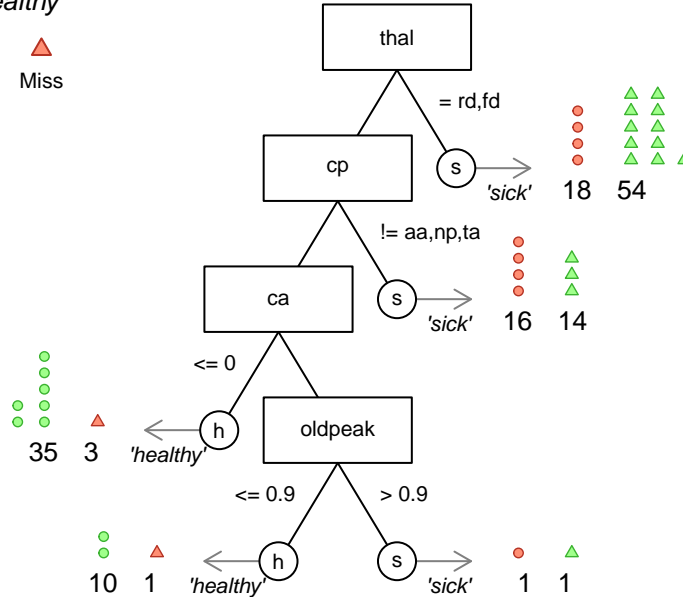 Miss
thal
= rd,fd
cp
s
'sick'
18 54
!= aa,np,ta
ca
s
'sick'
16 14
<= 0
h
'healthy'
35 3
oldpeak
<= 0.9
> 0.9
h
'healthy'
10 1
s
'sick'
1 1